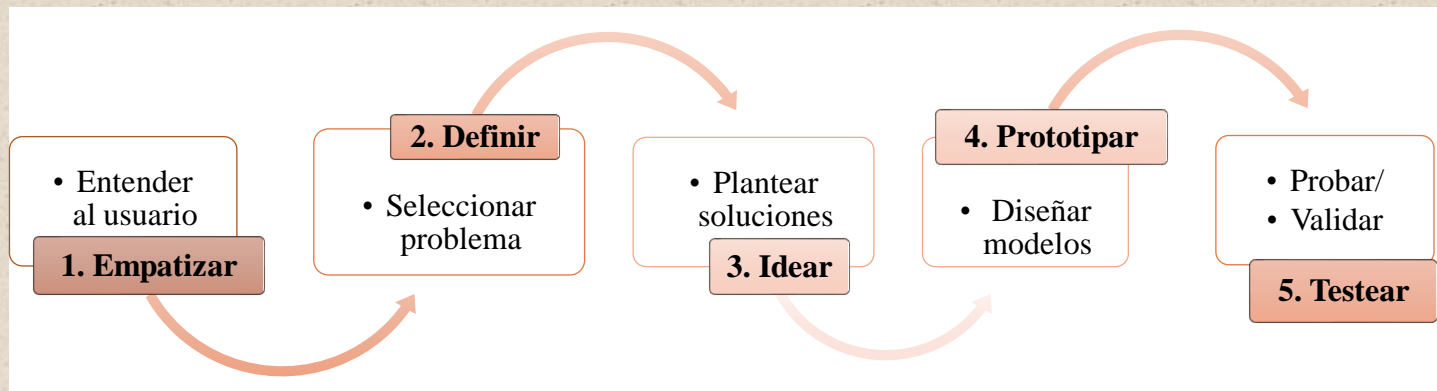 • Entender
al usuario
1. Empatizar
2. Definir
• Seleccionar
problema
• Plantear
soluciones
3. Idear
4. Prototipar
• Diseñar
modelos
• Probar/
• Validar
5. Testear